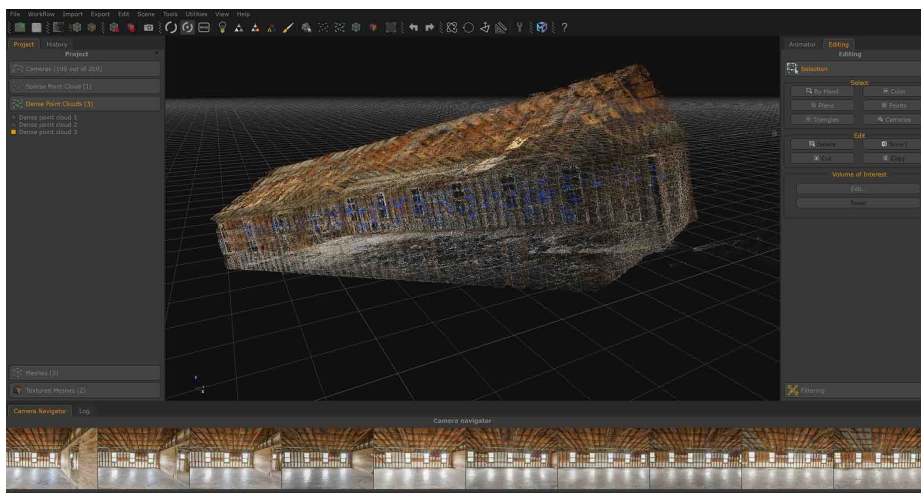 File Workflow Import Export Edit Scene Tools Utilities View Help
Project History
Project
Cameras (199 out of 200)
Sparse Point Cloud [1]
Dense Point Clouds [3]
Dense point cloud 1
Dense point cloud 2
Dense point cloud 3
Meshes (3)
Textured Meshes (2)
Animator Editing
Editing
Selection
Select
By Hand Color
Plane Points
Triangles Cameras
Edit
Delete Invert
Cut Copy
Volume of Interest
Edit...
Reset
Filtering
Camera Navigator Log
Camera navigator